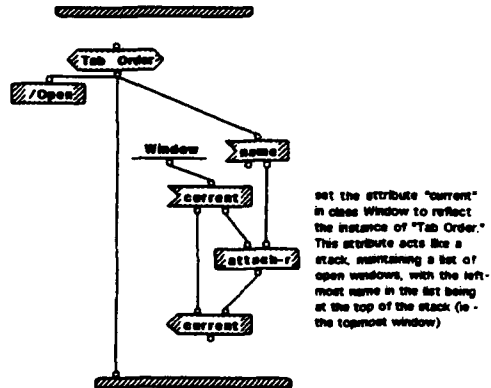 Tab Order
/Open
Window
name
current
attach-r
current
set the attribute "current"
in class Window to reflect
the instance of "Tab Order."
This attribute acts like a
stack, maintaining a list of
open windows, with the left-
most name in the list being
at the top of the stack (ie -
the topmost window)